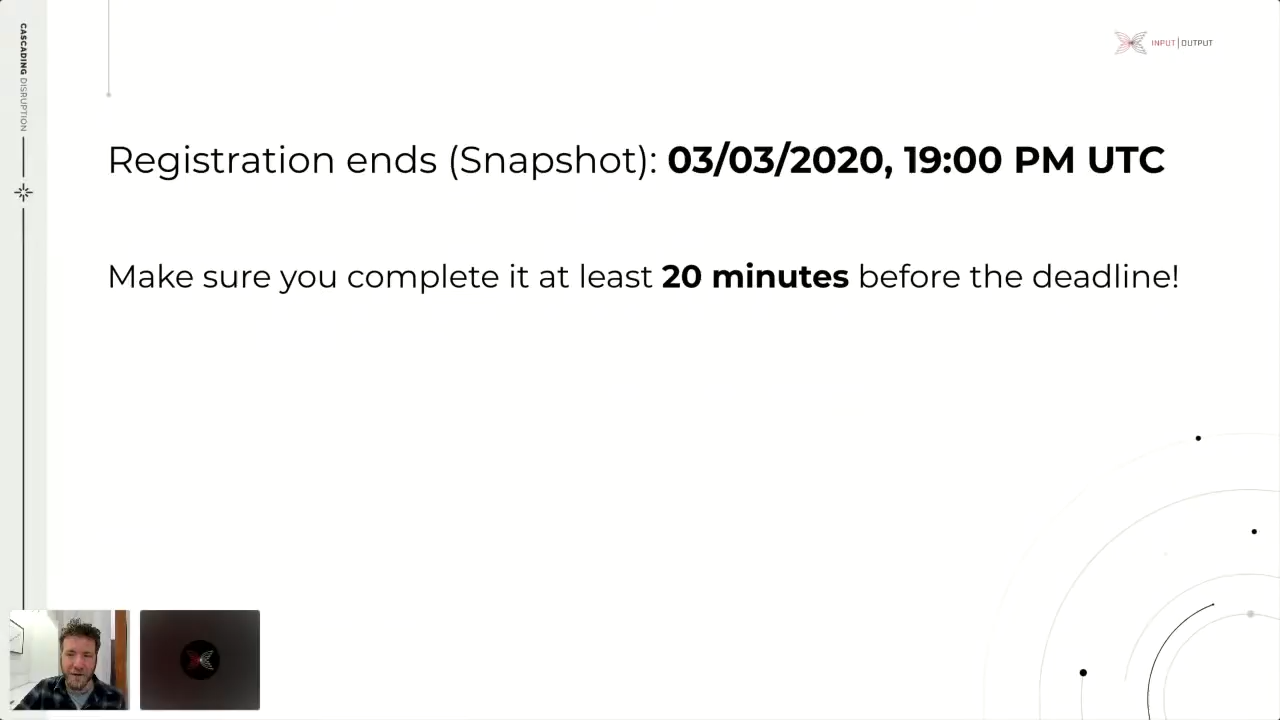 CASCADING DISRUPTION
INPUT | OUTPUT
Registration ends (Snapshot): 03/03/2020, 19:00 PM UTC
Make sure you complete it at least 20 minutes before the deadline!